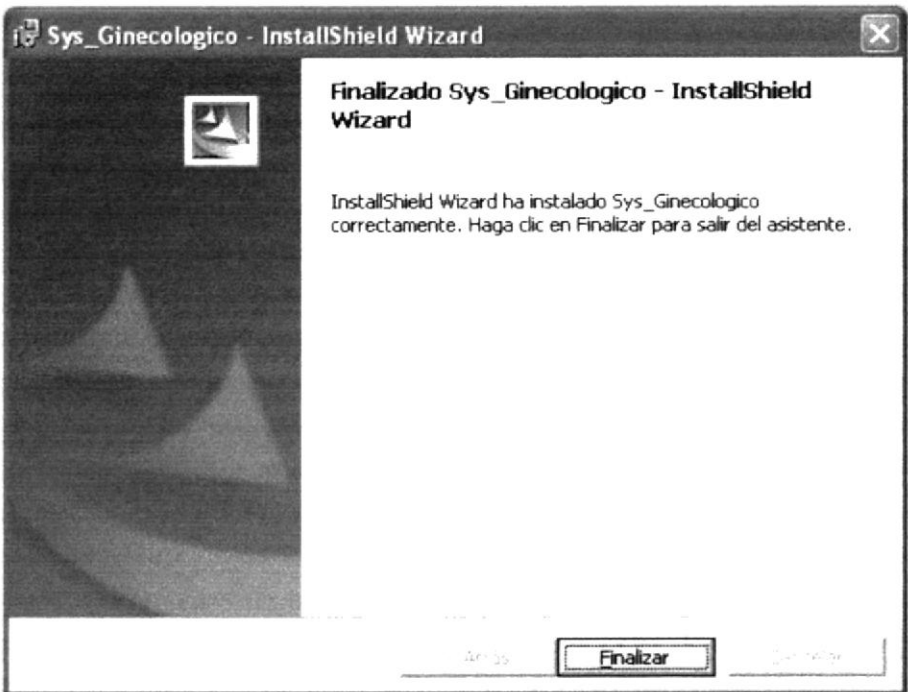 Sys_Ginecologico - InstallShield Wizard
Finalizado Sys_Ginecologico - InstallShield
Wizard
InstallShield Wizard ha instalado Sys_Ginecologico
correctamente. Haga clic en Finalizar para salir del asistente.
Finalizar